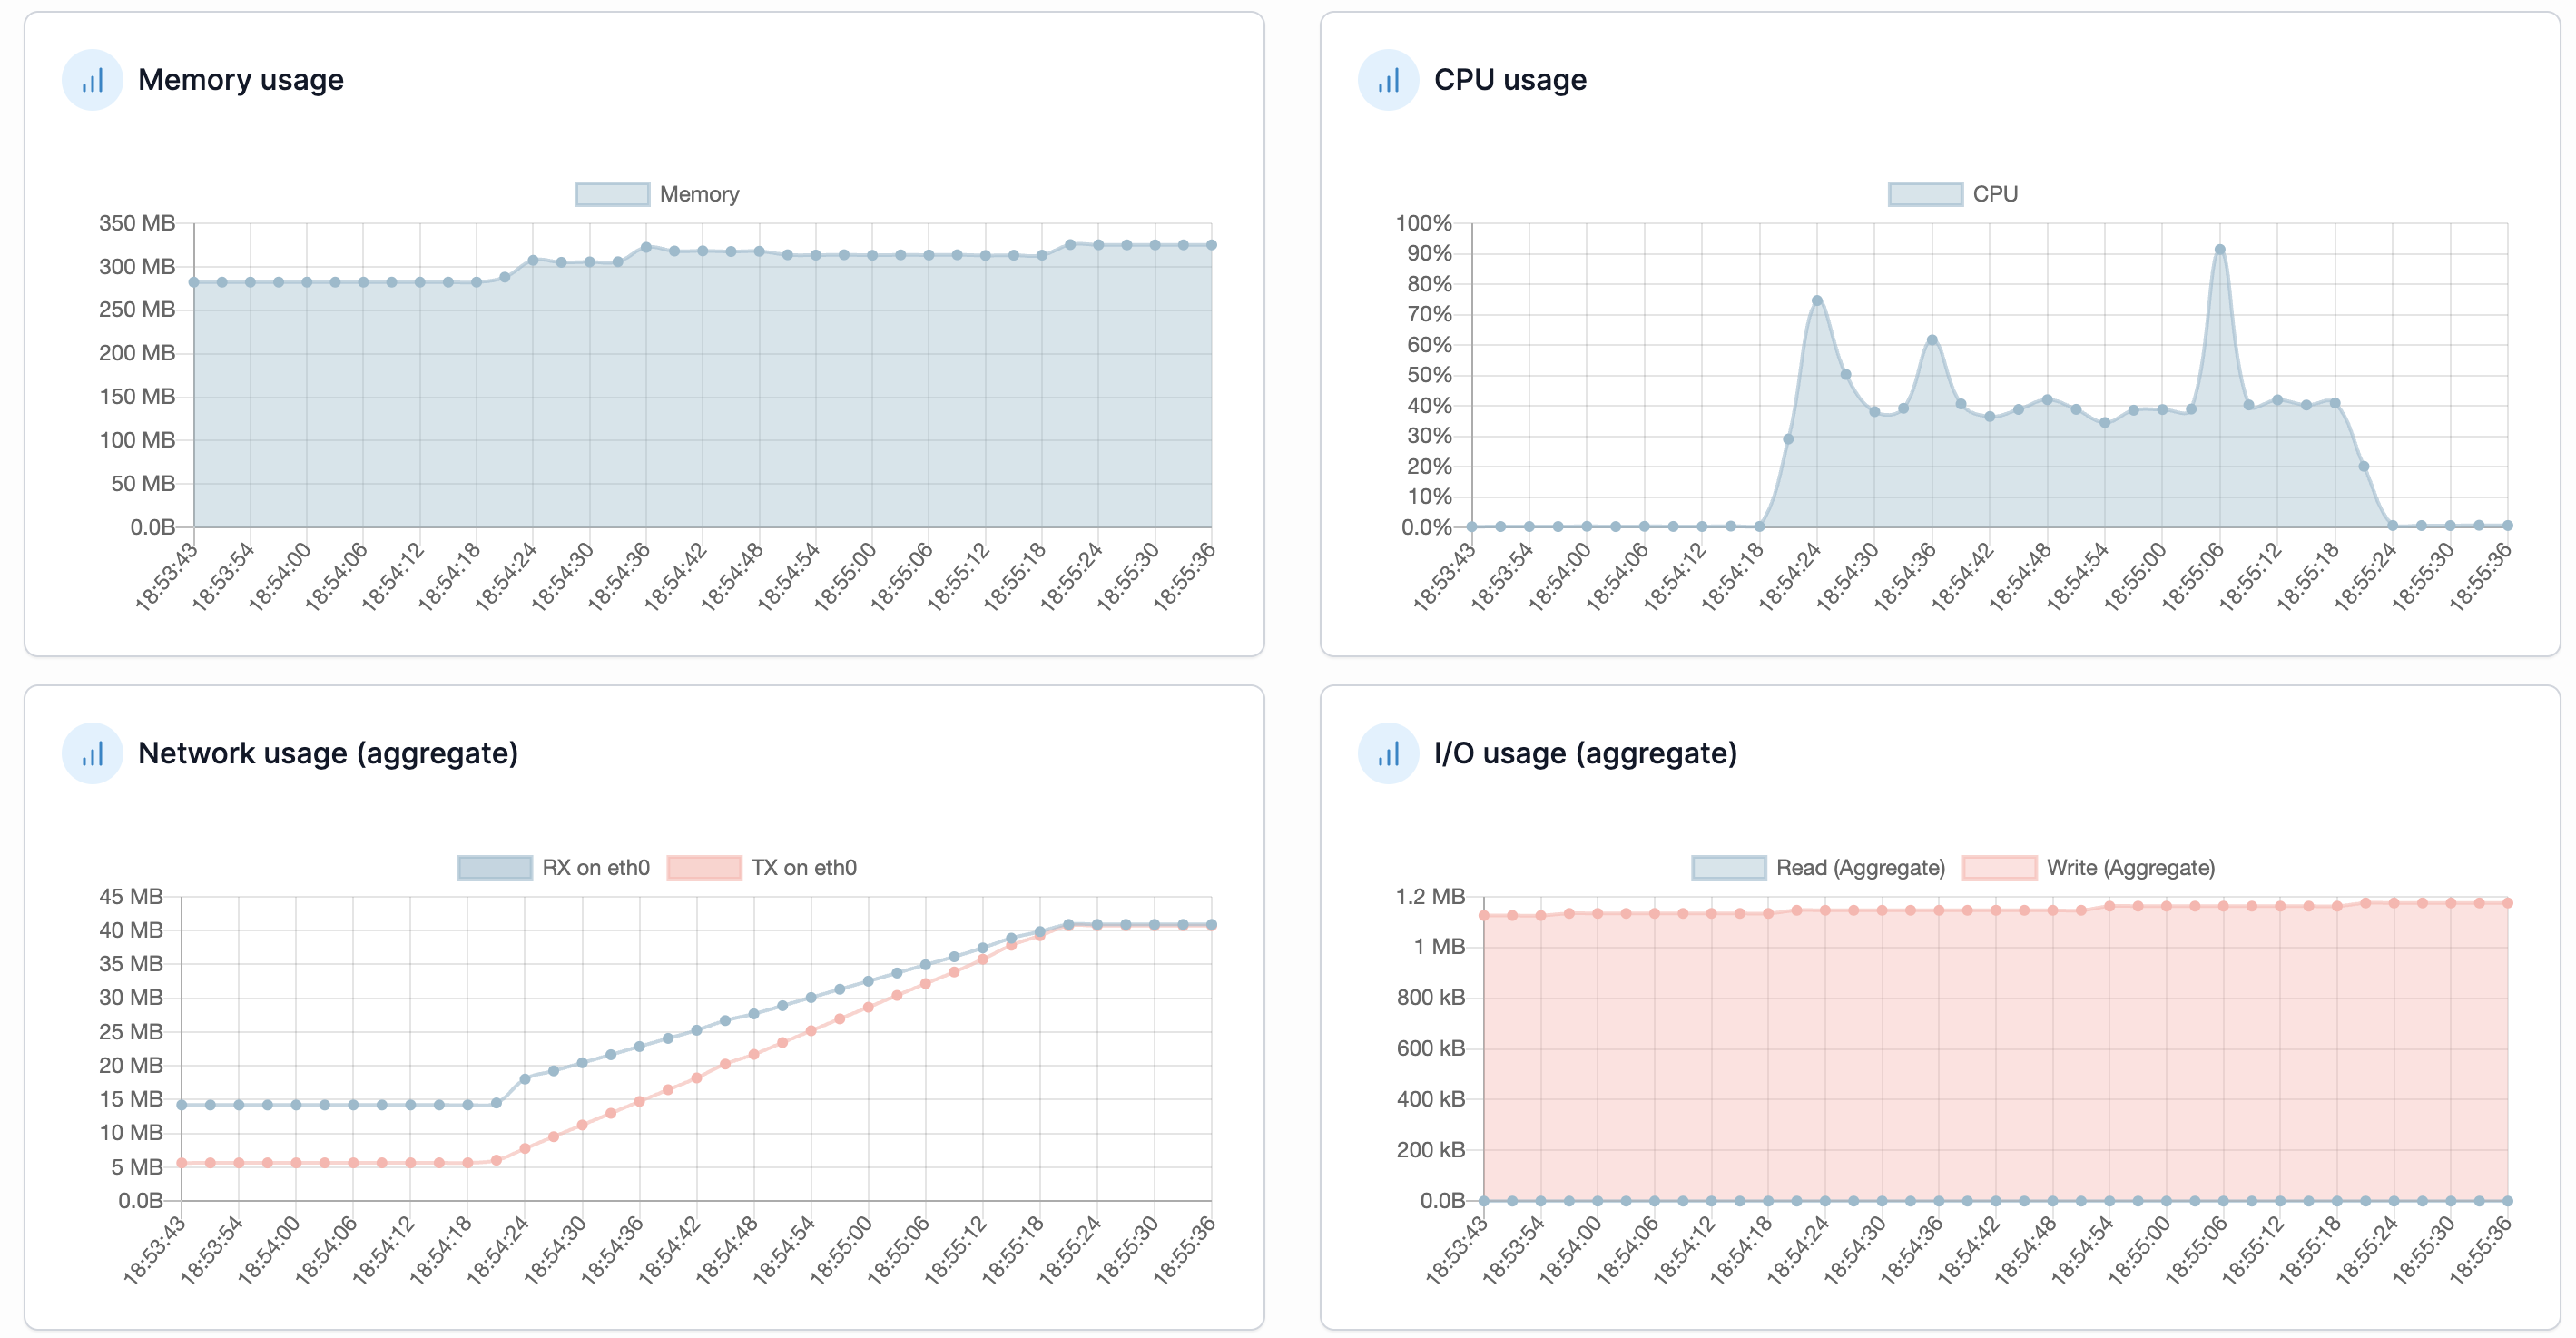 Memory usage
Memory
350 MB
300 MB
250 MB
200 MB
150 MB
100 MB
50 MB
0.0B
18:53:43 18:53:54 18:54:00 18:54:06 18:54:12 18:54:18 18:54:24 18:54:30 18:54:36 18:54:42 18:54:48 18:54:54 18:55:00 18:55:06 18:55:12 18:55:18 18:55:24 18:55:30 18:55:36
CPU usage
CPU
100%
90%
80%
70%
60%
50%
40%
30%
20%
10%
0.0%
18:53:43 18:53:54 18:54:00 18:54:06 18:54:12 18:54:18 18:54:24 18:54:30 18:54:36 18:54:42 18:54:48 18:54:54 18:55:00 18:55:06 18:55:12 18:55:18 18:55:24 18:55:30 18:55:36
Network usage (aggregate)
RX on eth0 TX on eth0
45 MB
40 MB
35 MB
30 MB
25 MB
20 MB
15 MB
10 MB
5 MB
0.0B
18:53:43 18:53:54 18:54:00 18:54:06 18:54:12 18:54:18 18:54:24 18:54:30 18:54:36 18:54:42 18:54:48 18:54:54 18:55:00 18:55:06 18:55:12 18:55:18 18:55:24 18:55:30 18:55:36
I/O usage (aggregate)
Read (Aggregate) Write (Aggregate)
1.2 MB
1 MB
800 kB
600 kB
400 kB
200 kB
0.0B
18:53:43 18:53:54 18:54:00 18:54:06 18:54:12 18:54:18 18:54:24 18:54:30 18:54:36 18:54:42 18:54:48 18:54:54 18:55:00 18:55:06 18:55:12 18:55:18 18:55:24 18:55:30 18:55:36